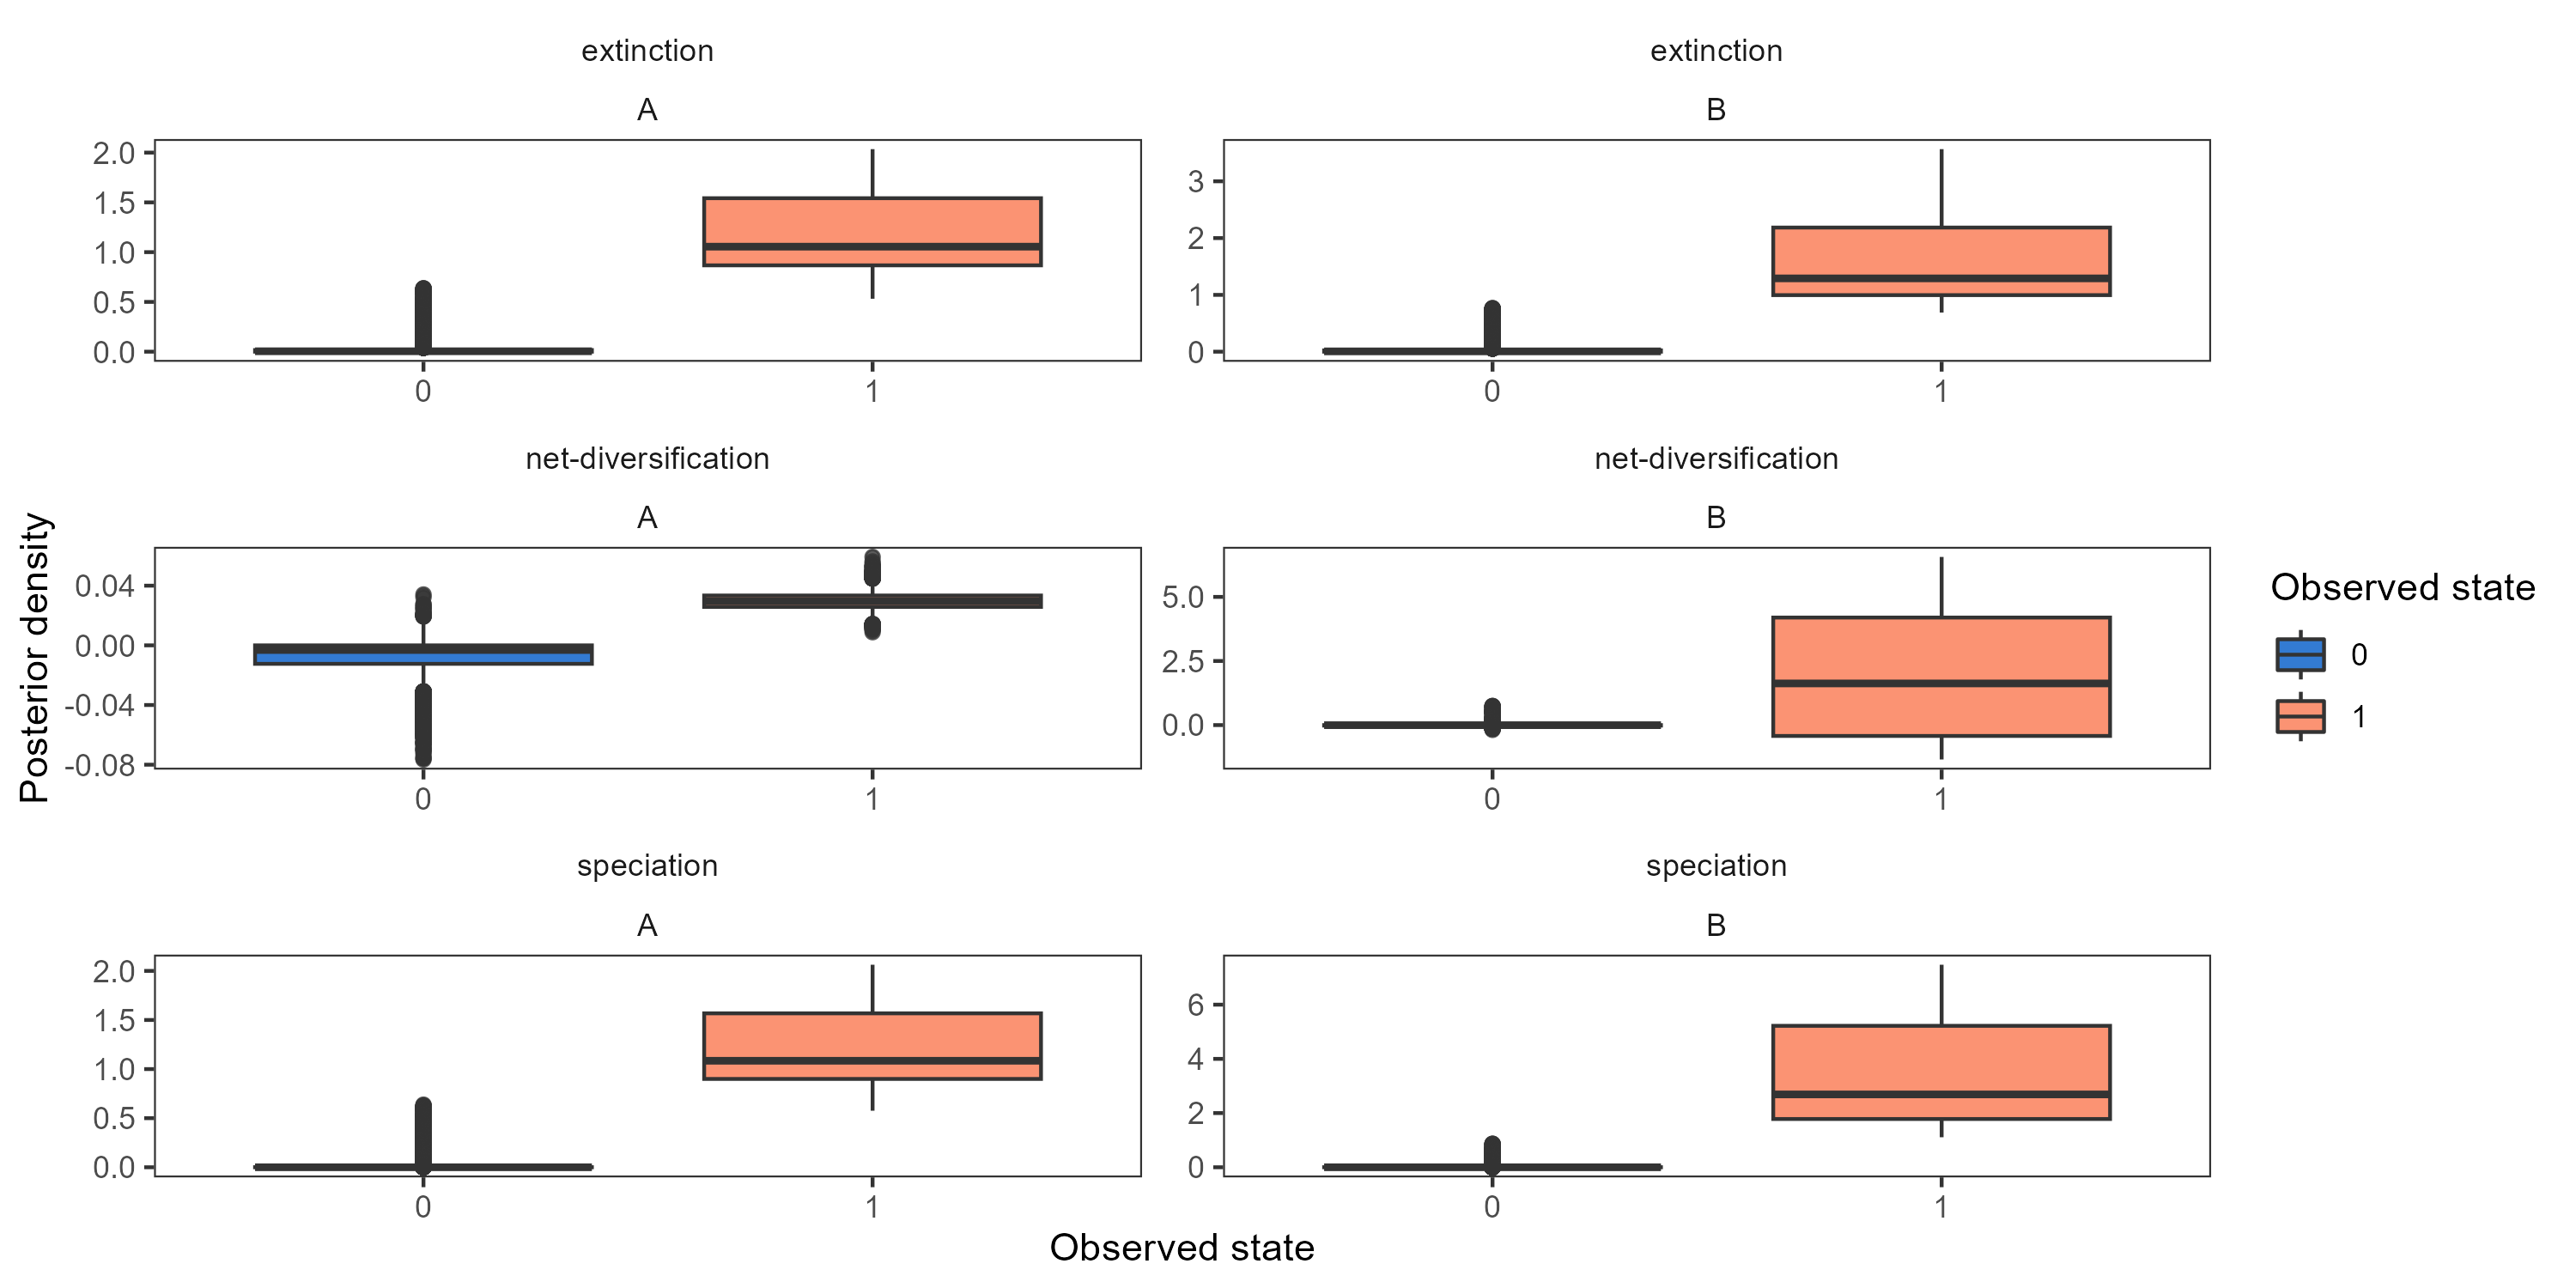 extinction
A
2.0
1.5
1.0
0.5
0.0
0
1
extinction
B
3
2
1
0
0
1
net-diversification
A
0.04
0.00
-0.04
-0.08
0
1
net-diversification
B
5.0
2.5
0.0
0
1
speciation
A
2.0
1.5
1.0
0.5
0.0
0
1
speciation
B
6
4
2
0
0
1
Posterior density
Observed state
Observed state
0
1